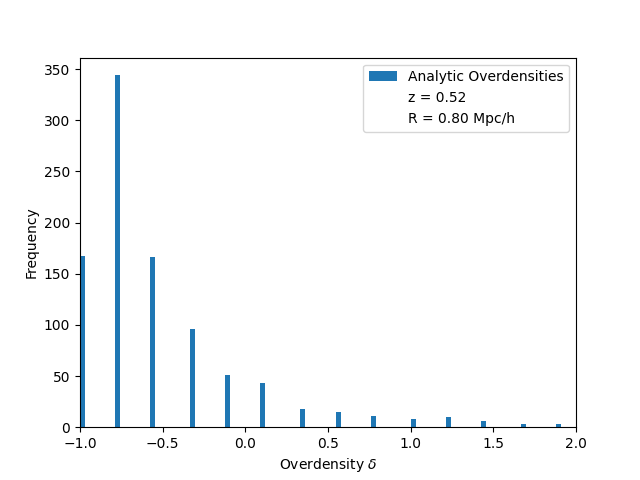 Analytic Overdensities
z = 0.52
R = 0.80 Mpc/h
350
300
250
200
150
100
50
0
Frequency
−1.0 −0.5 0.0 0.5 1.0 1.5 2.0
Overdensity δ